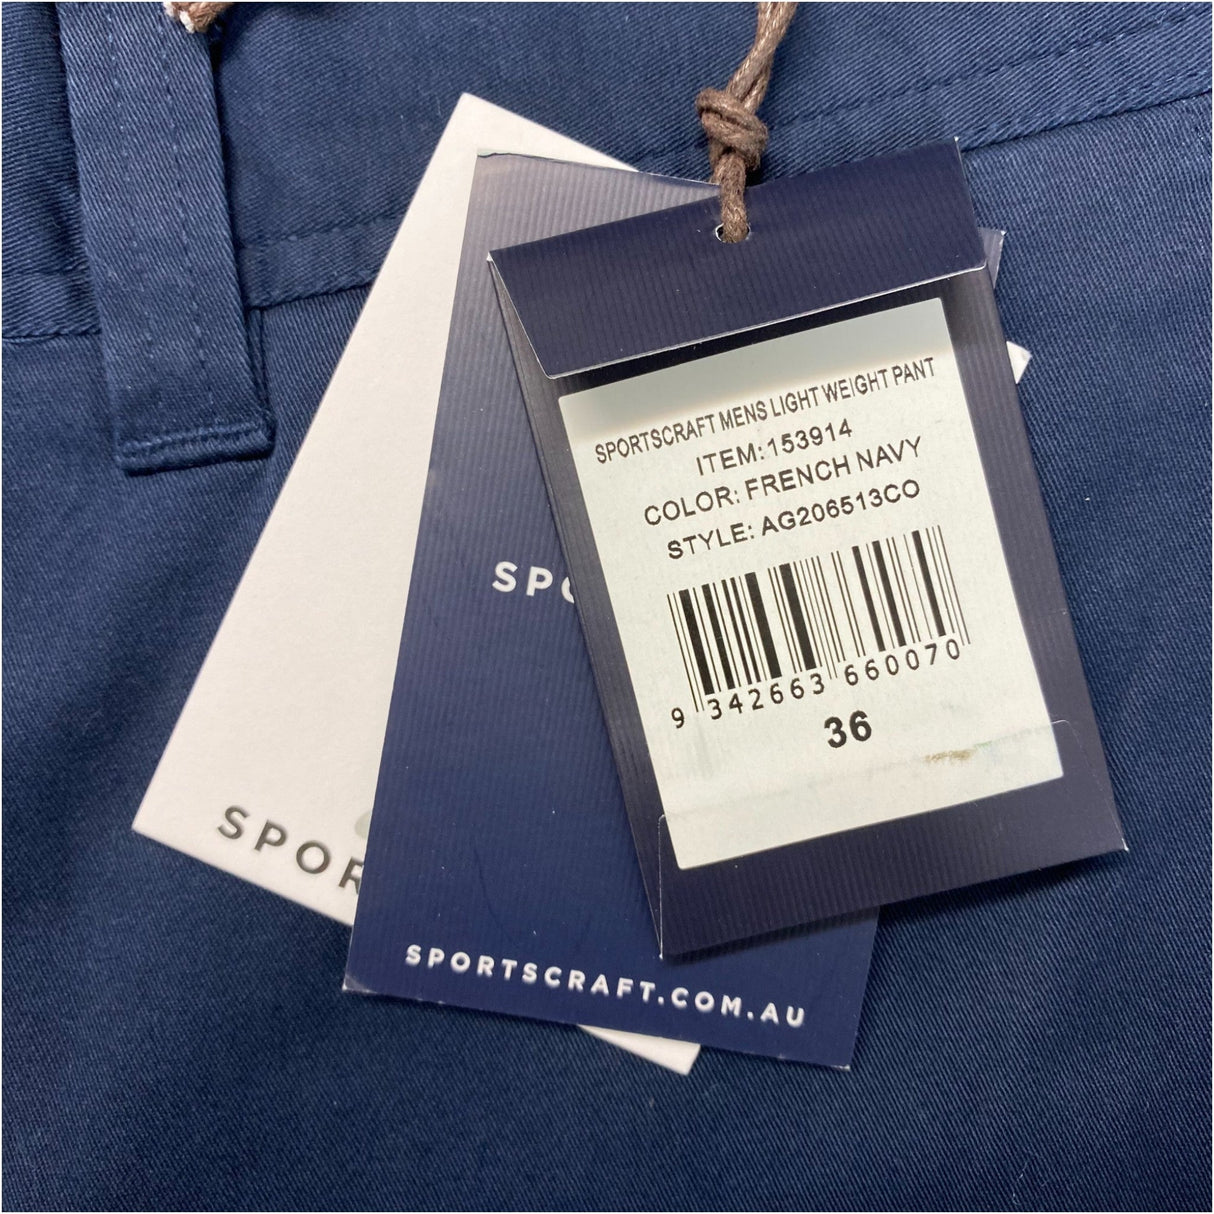 SPORTSCRAFT MENS LIGHT WEIGHT PANT
ITEM:153914
COLOR: FRENCH NAVY
STYLE: AG206513CO
9 342663 660070
36
SPO
SPOR
SPORTSCRAFT.COM.AU